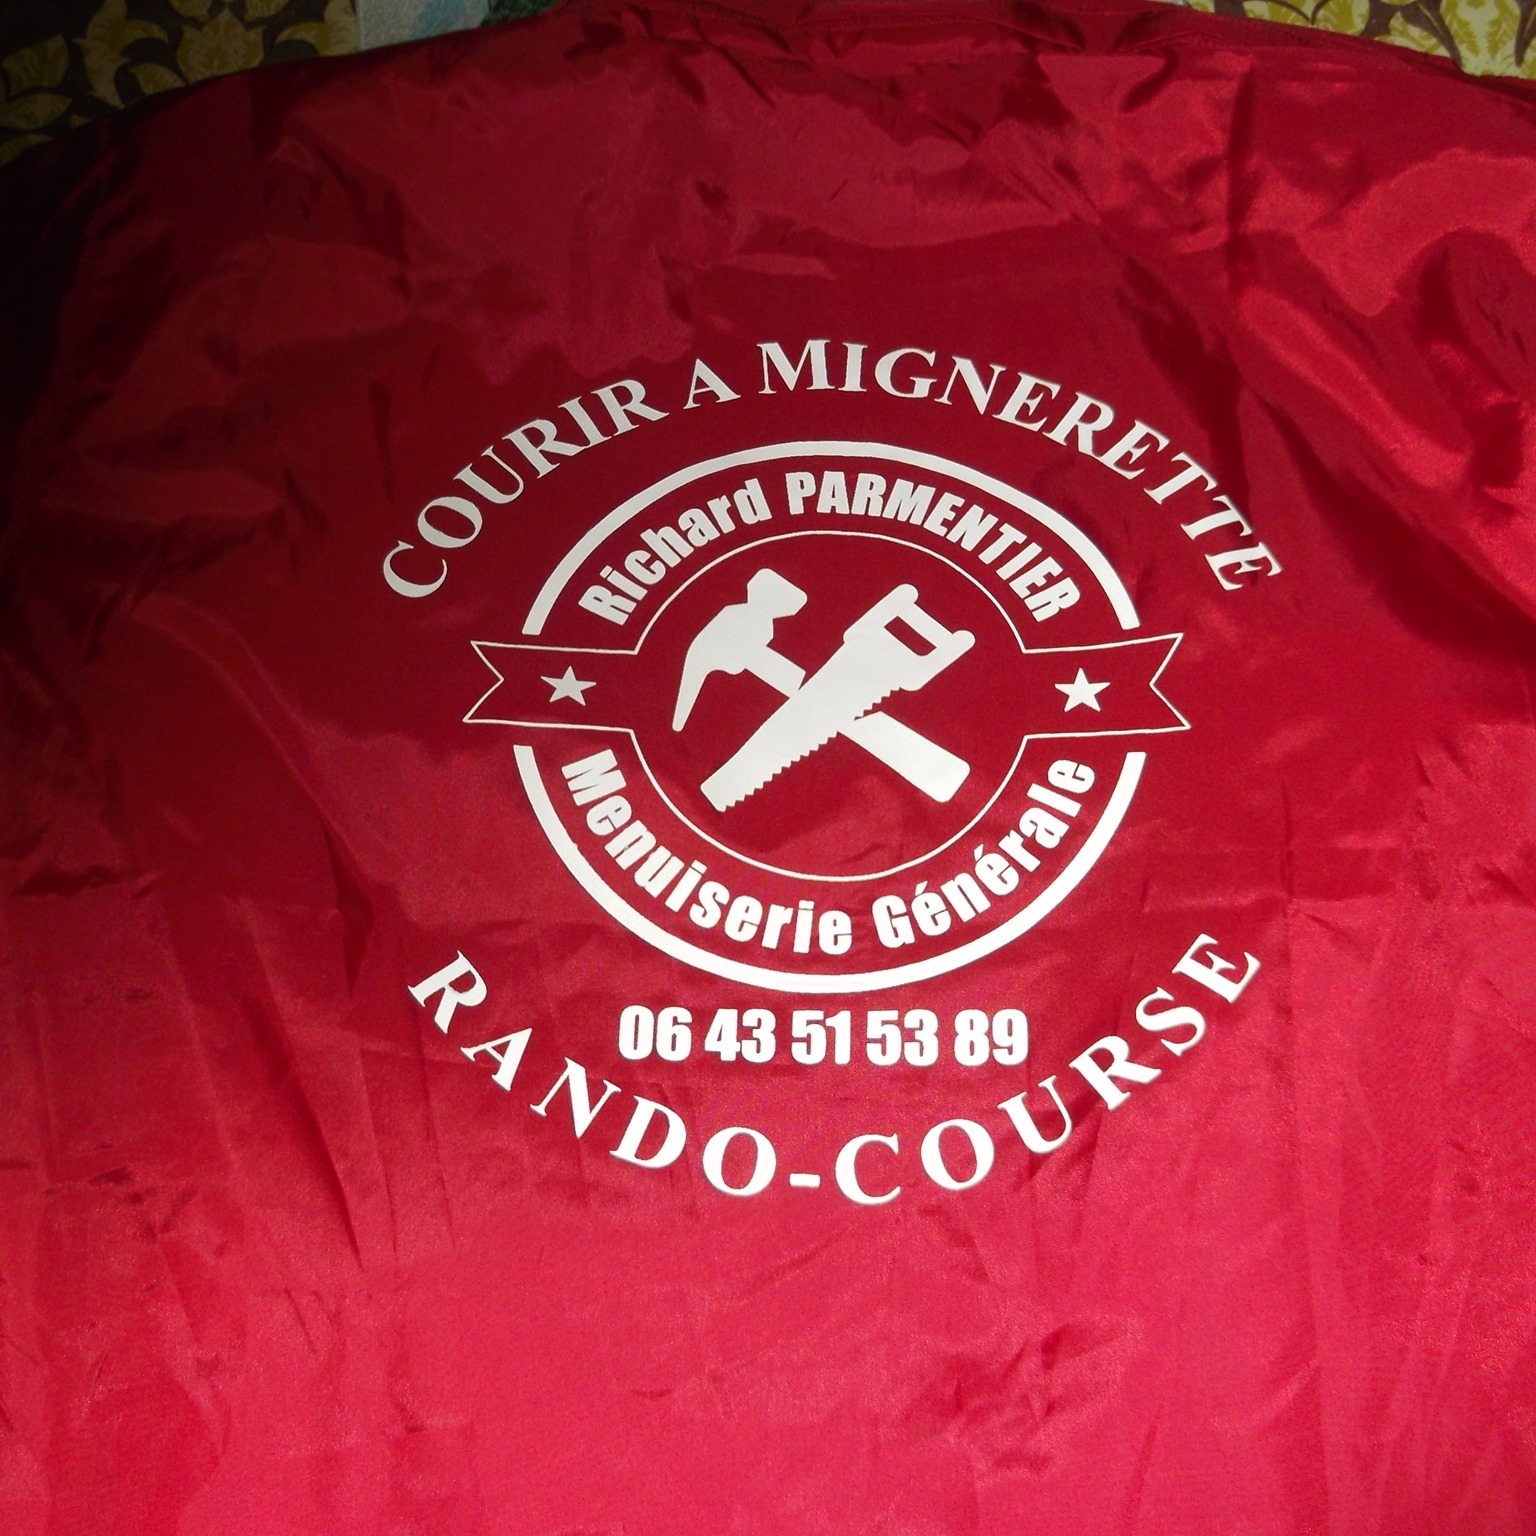 COURIR A MIGNERETTE
Richard PARMENTIER
Menuiserie Générale
06 43 51 53 89
RANDO-COURSE